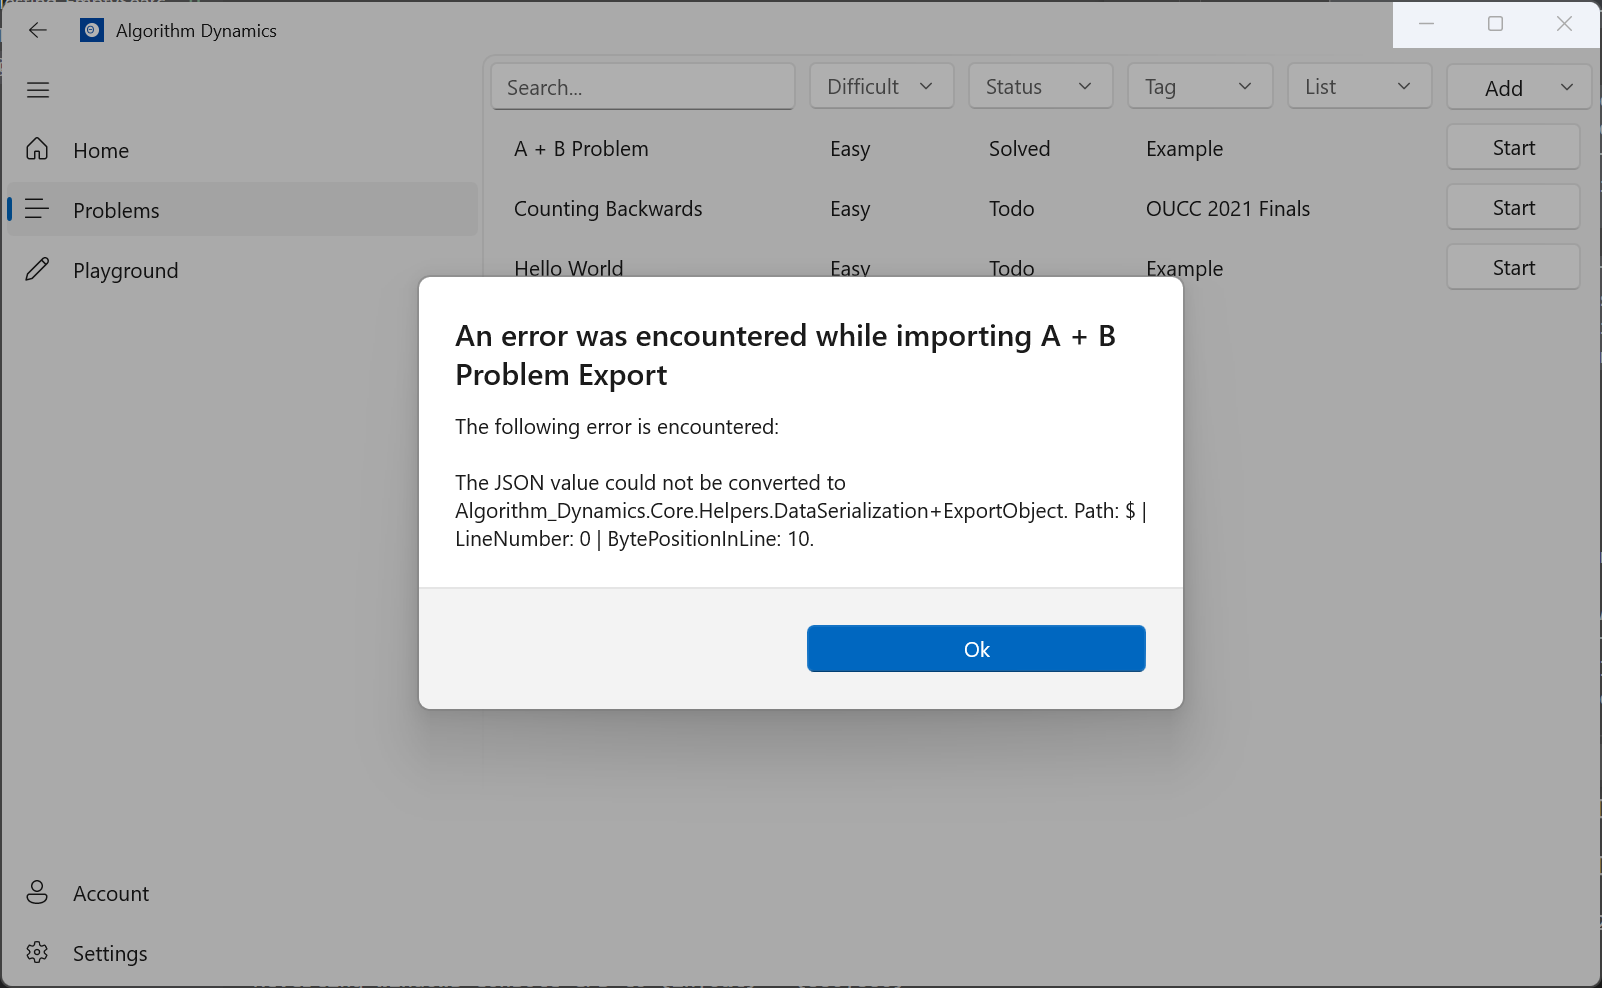 Algorithm Dynamics
Search...
Difficult
Status
Tag
List
Add
Home
A + B Problem
Easy
Solved
Example
Start
Problems
Counting Backwards
Easy
Todo
OUCC 2021 Finals
Start
Playground
Hello World
Easy
Todo
Example
Start
An error was encountered while importing A + B
Problem Export
The following error is encountered:
The JSON value could not be converted to
Algorithm_Dynamics.Core.Helpers.DataSerialization+ExportObject. Path: $ |
LineNumber: 0 | BytePositionInLine: 10.
Ok
Account
Settings